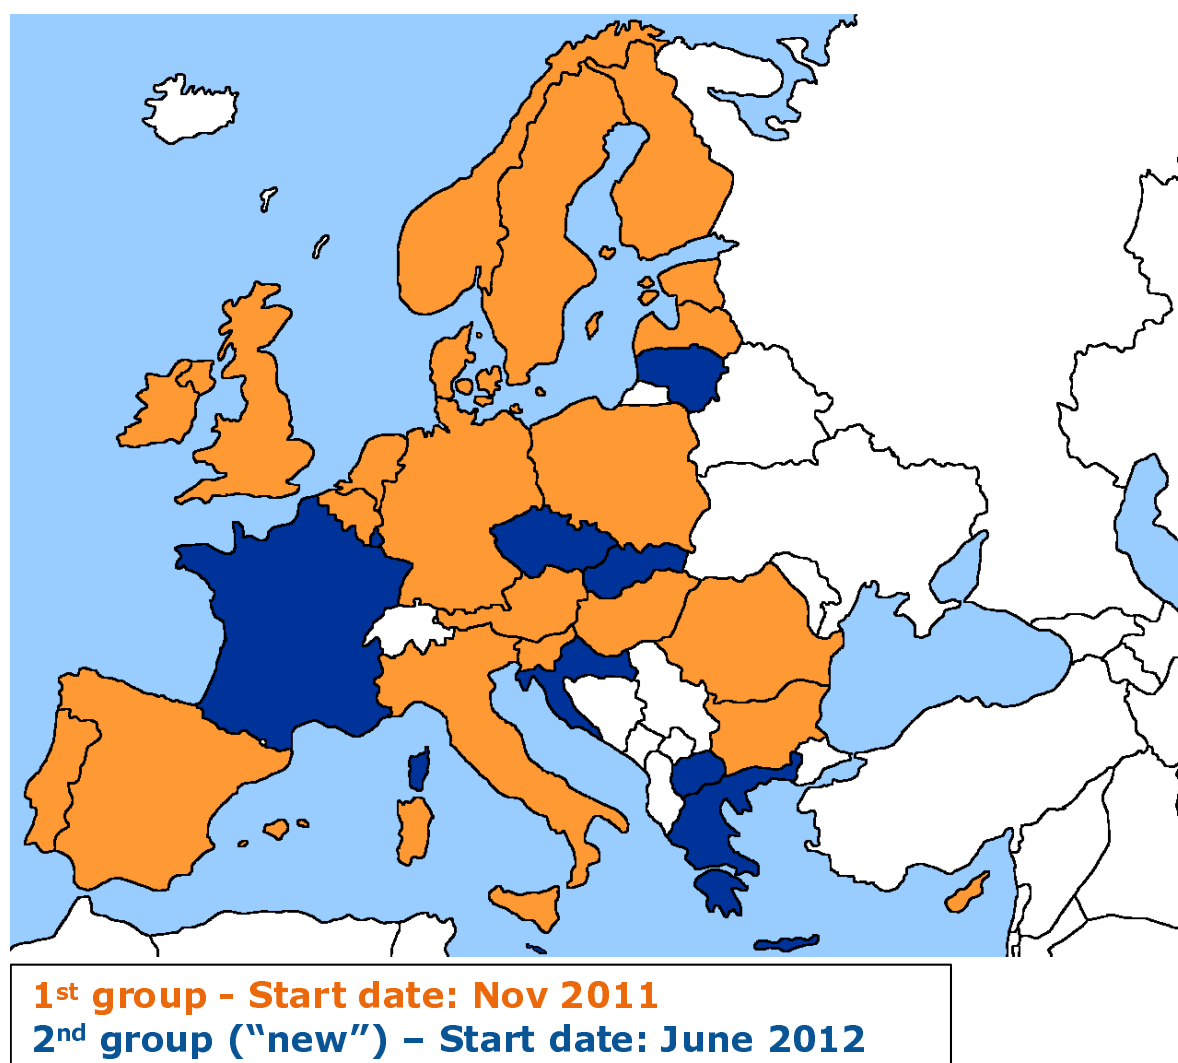 1st group - Start date: Nov 2011
2nd group (“new”) – Start date: June 2012